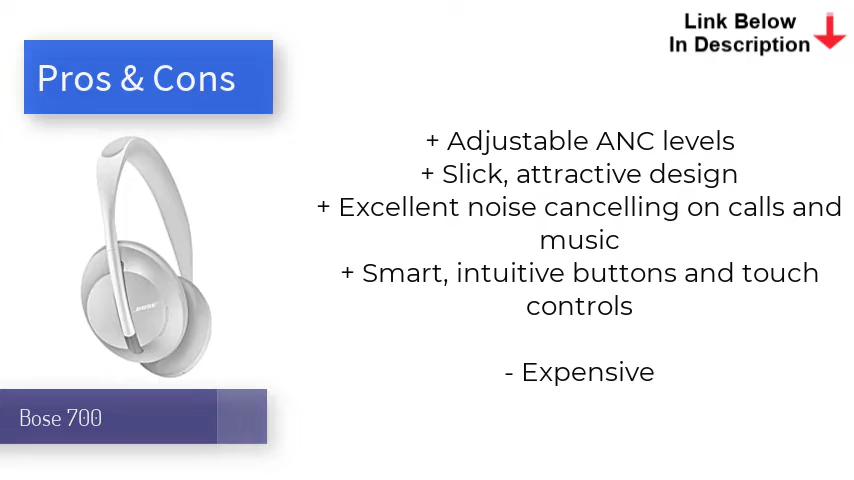 Link Below
In Description
Pros & Cons
+ Adjustable ANC levels
+ Slick, attractive design
+ Excellent noise cancelling on calls and
music
+ Smart, intuitive buttons and touch
controls
- Expensive
BOSE
Bose 700